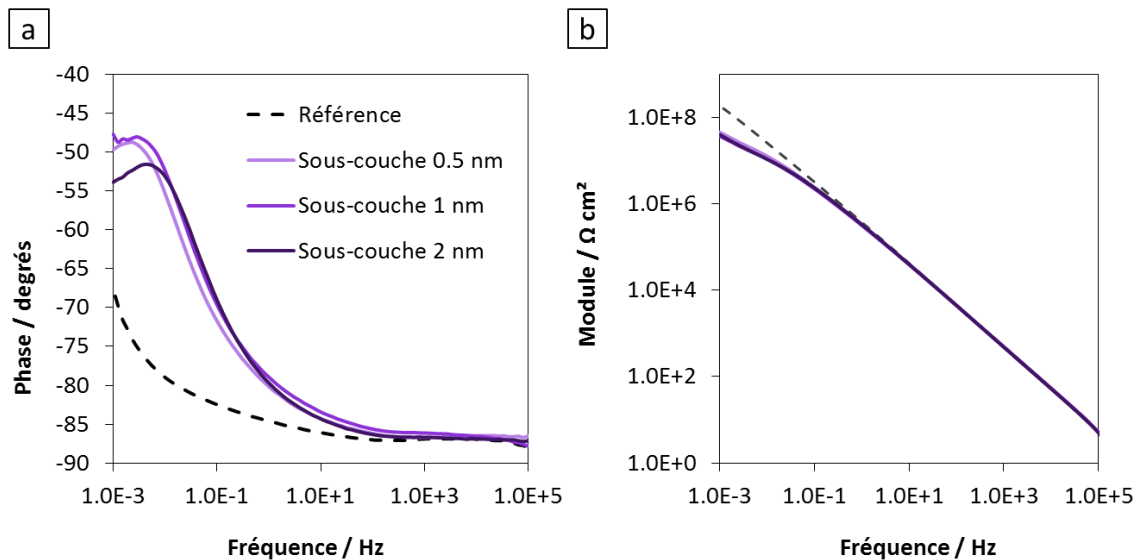 a
-40
-45
-50
-55
-60
-65
-70
-75
-80
-85
-90
Phase / degrés
Référence
Sous-couche 0.5 nm
Sous-couche 1 nm
Sous-couche 2 nm
1.0E-3 1.0E-1 1.0E+1 1.0E+3 1.0E+5
Fréquence / Hz
b
1.0E+8
1.0E+6
1.0E+4
1.0E+2
1.0E+0
Module / Ω cm²
1.0E-3 1.0E-1 1.0E+1 1.0E+3 1.0E+5
Fréquence / Hz